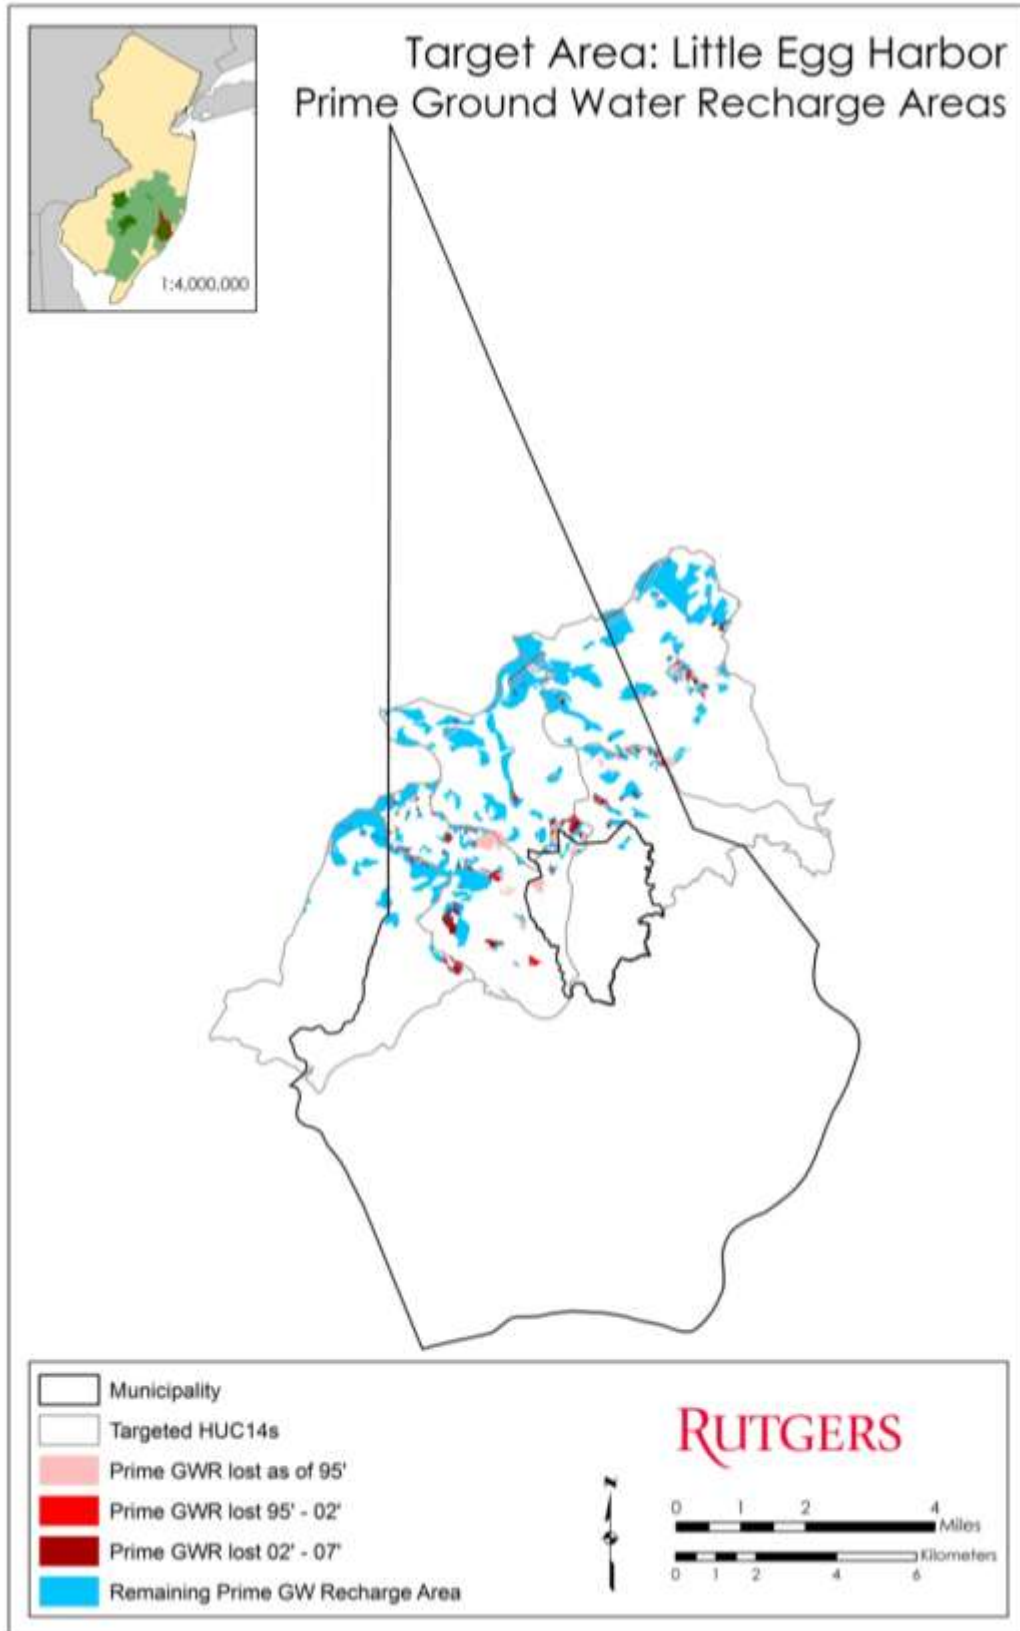 Target Area: Little Egg Harbor
Prime Ground Water Recharge Areas
1:4,000,000
Municipality
Targeted HUC14s
Prime GWR lost as of 95'
Prime GWR lost 95' - 02'
Prime GWR lost 02' - 07'
Remaining Prime GW Recharge Area
RUTGERS
N
0 1 2 4
Miles
Kilometers
0 1 2 4 6